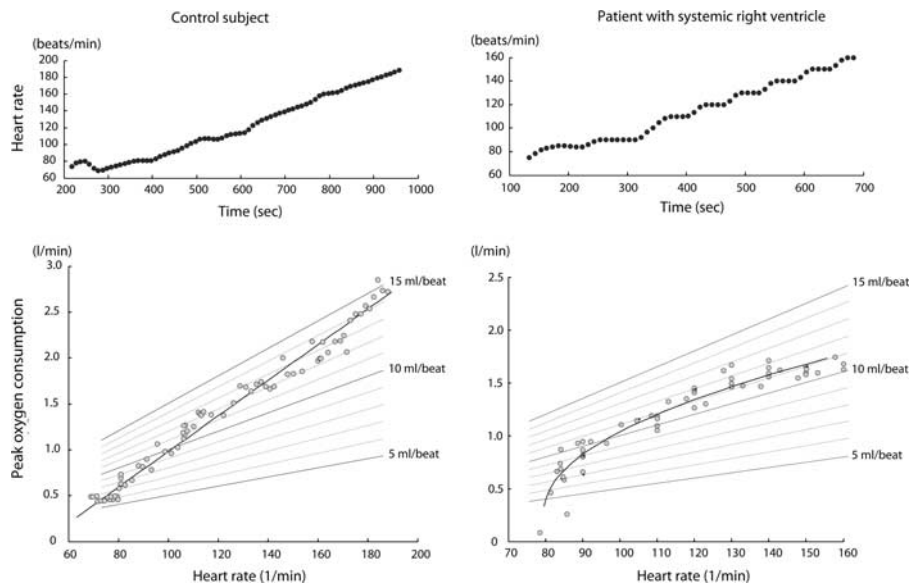 Control subject
Patient with systemic right ventricle
(beats/min)
200
180
160
140
120
100
80
60
Heart rate
200 300 400 500 600 700 800 900 1000
Time (sec)
(beats/min)
160
140
120
100
80
60
100 200 300 400 500 600 700
Time (sec)
(l/min)
3.0
2.5
2.0
1.5
1.0
0.5
0
Peak oxygen consumption
15 ml/beat
10 ml/beat
5 ml/beat
60 80 100 120 140 160 180 200
Heart rate (1/min)
(l/min)
2.5
2.0
1.5
1.0
0.5
0
15 ml/beat
10 ml/beat
5 ml/beat
70 80 90 100 110 120 130 140 150 160
Heart rate (1/min)